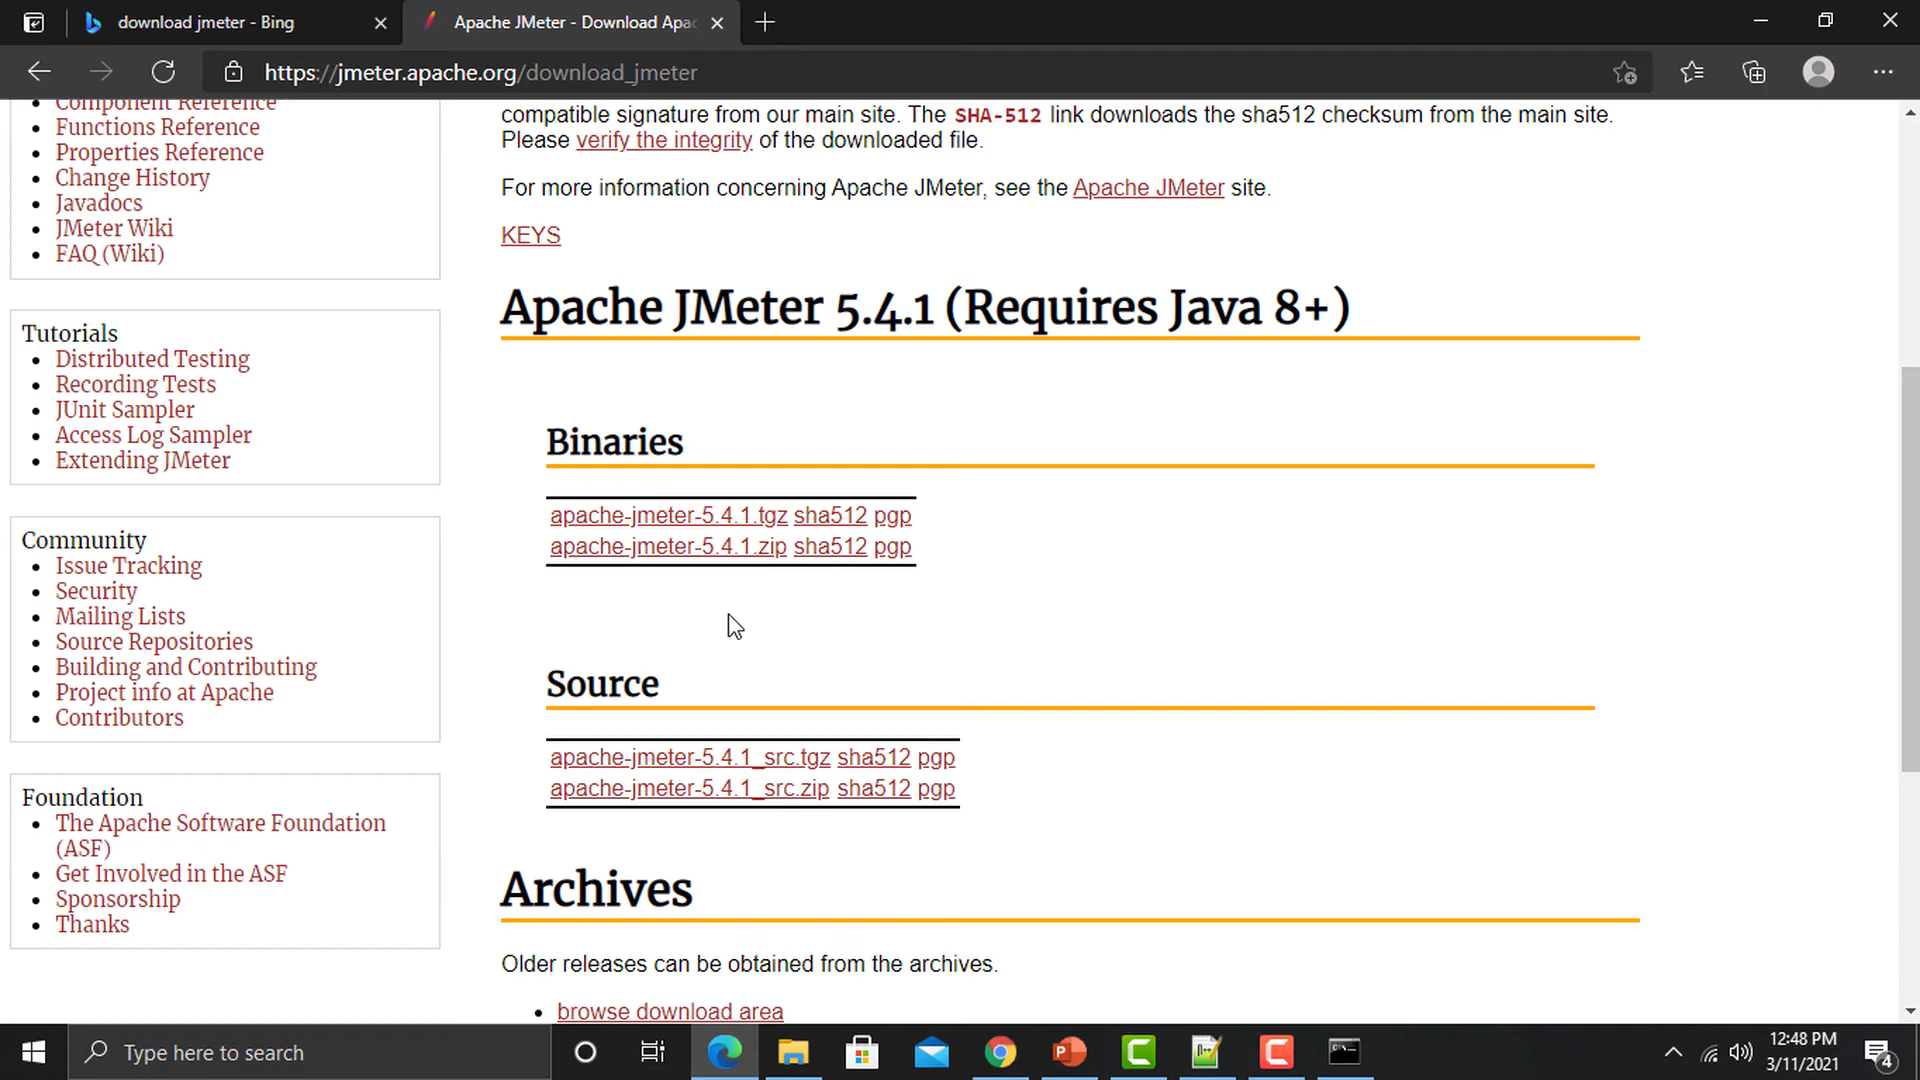 download jmeter - Bing
Apache JMeter - Download Apac
https://jmeter.apache.org/download_jmeter
Component Reference
Functions Reference
Properties Reference
Change History
Javadocs
JMeter Wiki
FAQ (Wiki)
Tutorials
Distributed Testing
Recording Tests
JUnit Sampler
Access Log Sampler
Extending JMeter
Community
Issue Tracking
Security
Mailing Lists
Source Repositories
Building and Contributing
Project info at Apache
Contributors
Foundation
The Apache Software Foundation
(ASF)
Get Involved in the ASF
Sponsorship
Thanks
compatible signature from our main site. The SHA-512 link downloads the sha512 checksum from the main site.
Please verify the integrity of the downloaded file.
For more information concerning Apache JMeter, see the Apache JMeter site.
KEYS
Apache JMeter 5.4.1 (Requires Java 8+)
Binaries
apache-jmeter-5.4.1.tgz sha512 pgp
apache-jmeter-5.4.1.zip sha512 pgp
Source
apache-jmeter-5.4.1_src.tgz sha512 pgp
apache-jmeter-5.4.1_src.zip sha512 pgp
Archives
Older releases can be obtained from the archives.
browse download area
Type here to search
12:48 PM
3/11/2021
4